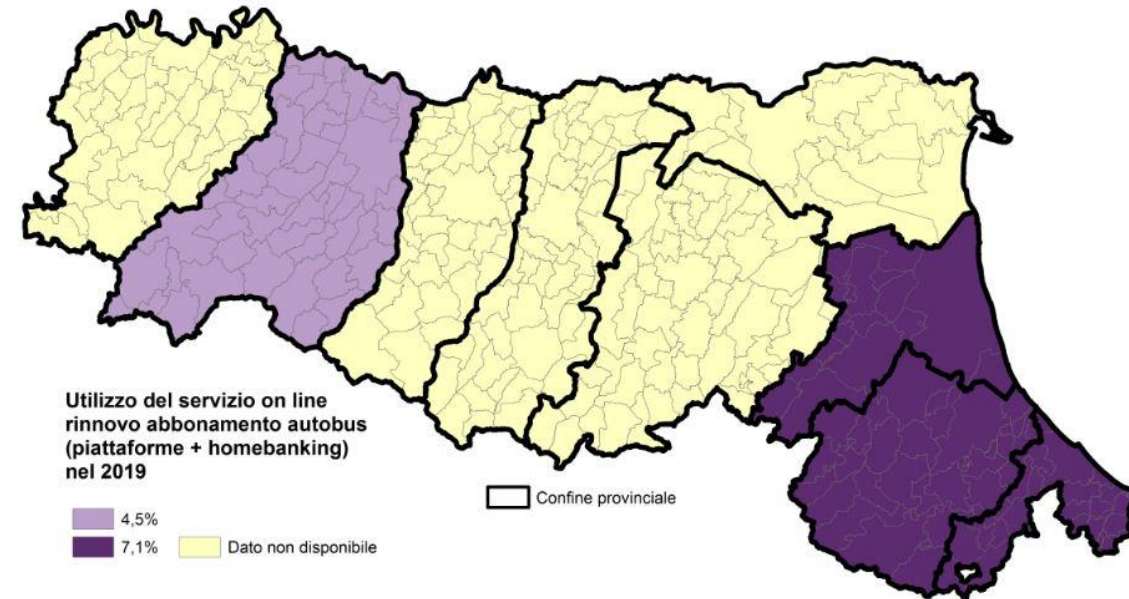 Utilizzo del servizio on line
rinnovo abbonamento autobus
(piattaforme + homebanking)
nel 2019
Confine provinciale
4,5%
7,1%
Dato non disponibile